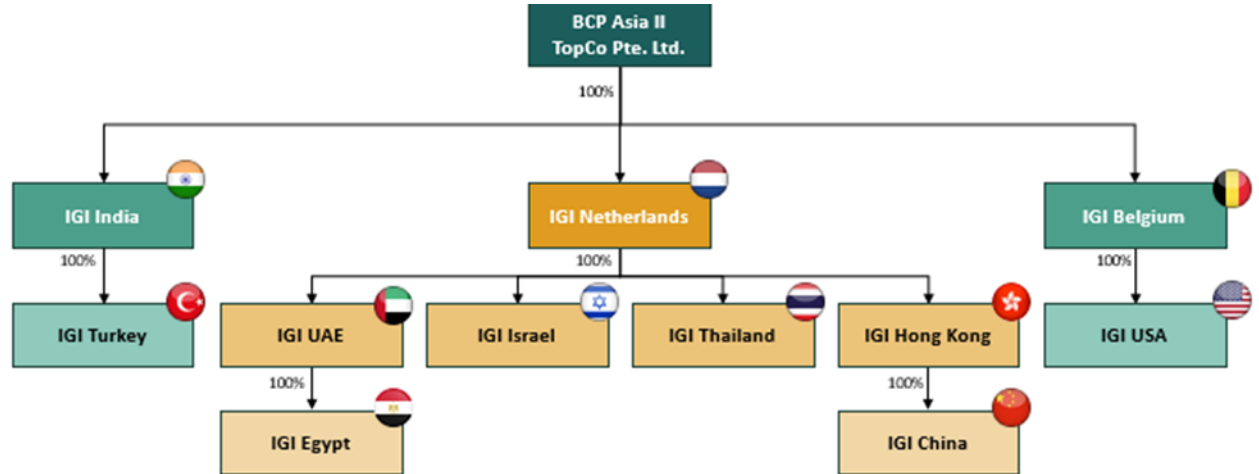 BCP Asia II
TopCo Pte. Ltd.
100%
IGI India
IGI Netherlands
IGI Belgium
100%
100%
100%
IGI Turkey
IGI UAE
IGI Israel
IGI Thailand
IGI Hong Kong
IGI USA
100%
100%
IGI Egypt
IGI China